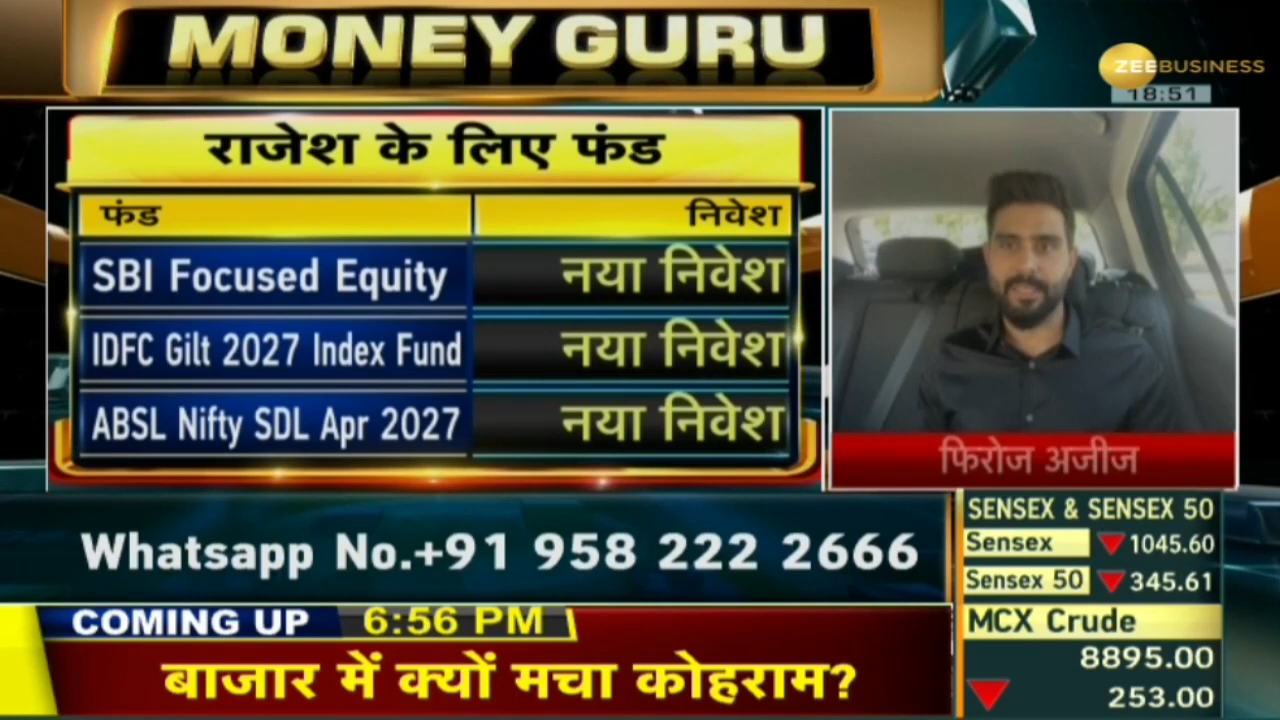 MONEY GURU
ZEEBUSINESS
18:51
राजेश के लिए फंड
फंड निवेश
SBI Focused Equity नया निवेश
IDFC Gilt 2027 Index Fund नया निवेश
ABSL Nifty SDL Apr 2027 नया निवेश
फिरोज अजीज
Whatsapp No.+91 958 222 2666
COMING UP 6:56 PM
बाजार में क्यों मचा कोहराम?
SENSEX & SENSEX 50
Sensex 1045.60
Sensex 50 345.61
MCX Crude
8895.00
253.00